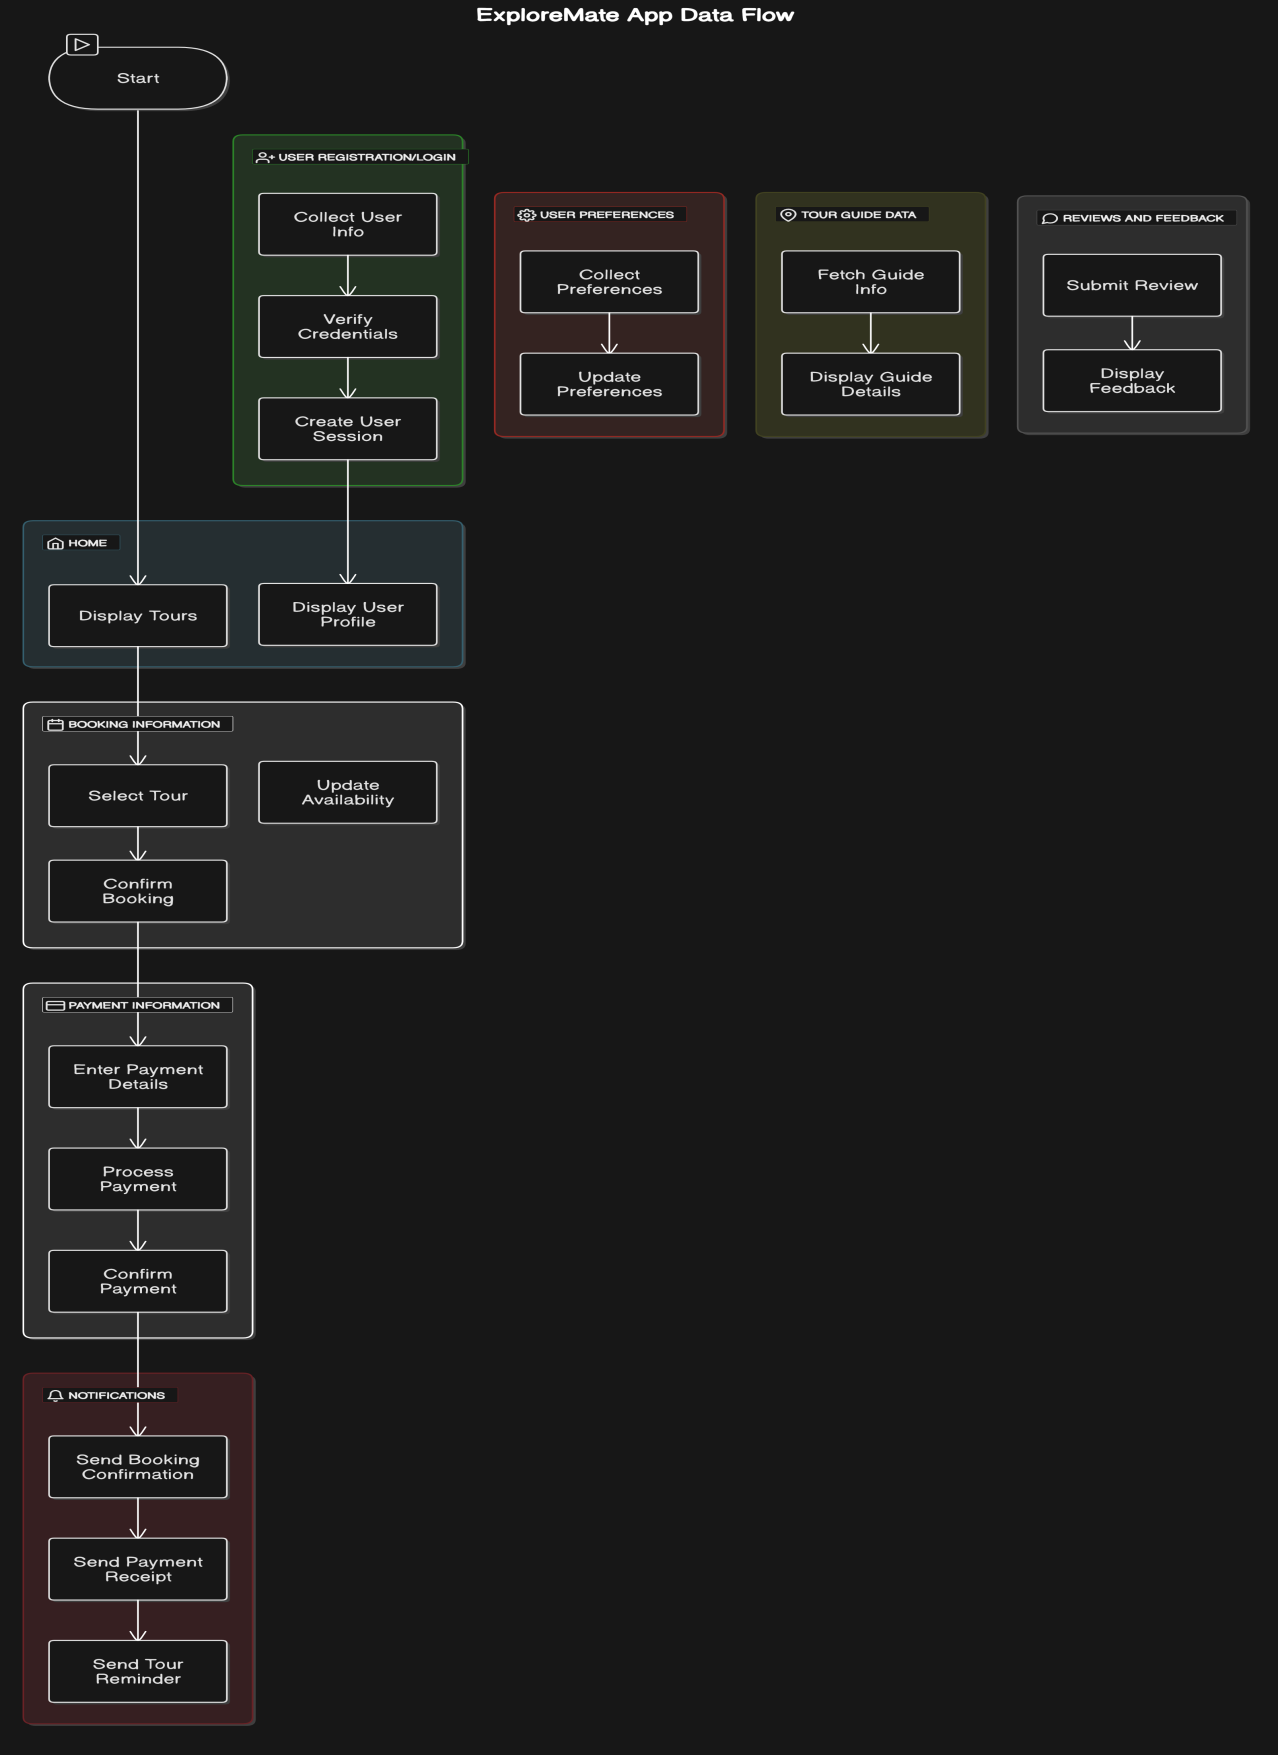 ExploreMate App Data Flow
Start
USER REGISTRATION/LOGIN
Collect User
Info
Verify
Credentials
Create User
Session
USER PREFERENCES
Collect
Preferences
Update
Preferences
TOUR GUIDE DATA
Fetch Guide
Info
Display Guide
Details
REVIEWS AND FEEDBACK
Submit Review
Display
Feedback
HOME
Display Tours
Display User
Profile
BOOKING INFORMATION
Select Tour
Update
Availability
Confirm
Booking
PAYMENT INFORMATION
Enter Payment
Details
Process
Payment
Confirm
Payment
NOTIFICATIONS
Send Booking
Confirmation
Send Payment
Receipt
Send Tour
Reminder